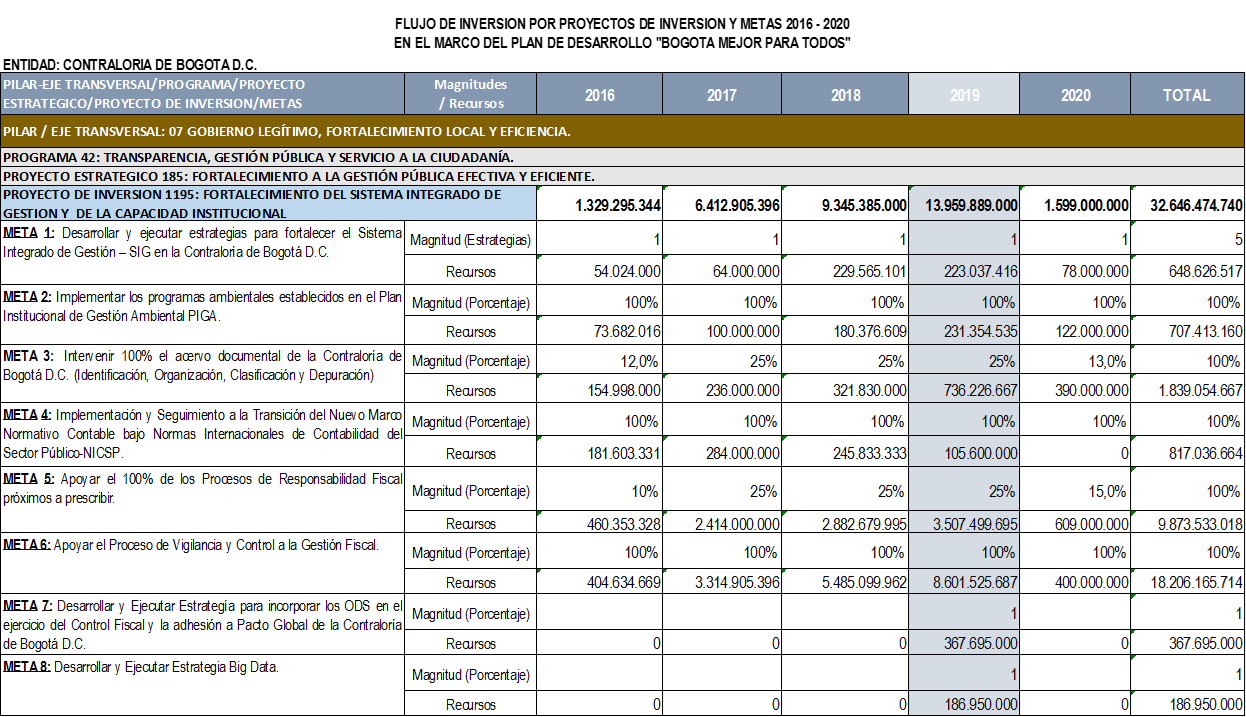 FLUJO DE INVERSION POR PROYECTOS DE INVERSION Y METAS 2016 - 2020
EN EL MARCO DEL PLAN DE DESARROLLO "BOGOTA MEJOR PARA TODOS"
ENTIDAD: CONTRALORIA DE BOGOTA D.C.
PILAR-EJE TRANSVERSAL/PROGRAMA/PROYECTO
ESTRATEGICO/PROYECTO DE INVERSION/METAS
Magnitudes
/ Recursos
2016 2017 2018 2019 2020 TOTAL
PILAR / EJE TRANSVERSAL: 07 GOBIERNO LEGÍTIMO, FORTALECIMIENTO LOCAL Y EFICIENCIA.
PROGRAMA 42: TRANSPARENCIA, GESTIÓN PÚBLICA Y SERVICIO A LA CIUDADANÍA.
PROYECTO ESTRATEGICO 185: FORTALECIMIENTO A LA GESTIÓN PÚBLICA EFECTIVA Y EFICIENTE.
PROYECTO DE INVERSION 1195: FORTALECIMIENTO DEL SISTEMA INTEGRADO DE
GESTION Y DE LA CAPACIDAD INSTITUCIONAL
1.329.295.344 6.412.905.396 9.345.385.000 13.959.889.000 1.599.000.000 32.646.474.740
META 1: Desarrollar y ejecutar estrategias para fortalecer el Sistema
Integrado de Gestión – SIG en la Contraloría de Bogotá D.C.
Magnitud (Estrategias) 1 1 1 1 1 5
Recursos 54.024.000 64.000.000 229.565.101 223.037.416 78.000.000 648.626.517
META 2: Implementar los programas ambientales establecidos en el Plan
Institucional de Gestión Ambiental PIGA.
Magnitud (Porcentaje) 100% 100% 100% 100% 100% 100%
Recursos 73.682.016 100.000.000 180.376.609 231.354.535 122.000.000 707.413.160
META 3: Intervenir 100% el acervo documental de la Contraloría de
Bogotá D.C. (Identificación, Organización, Clasificación y Depuración)
Magnitud (Porcentaje) 12,0% 25% 25% 25% 13,0% 100%
Recursos 154.998.000 236.000.000 321.830.000 736.226.667 390.000.000 1.839.054.667
META 4: Implementación y Seguimiento a la Transición del Nuevo Marco
Normativo Contable bajo Normas Internacionales de Contabilidad del
Sector Público-NICSP.
Magnitud (Porcentaje) 100% 100% 100% 100% 100% 100%
Recursos 181.603.331 284.000.000 245.833.333 105.600.000 0 817.036.664
META 5: Apoyar el 100% de los Procesos de Responsabilidad Fiscal
próximos a prescribir.
Magnitud (Porcentaje) 10% 25% 25% 25% 15,0% 100%
Recursos 460.353.328 2.414.000.000 2.882.679.995 3.507.499.695 609.000.000 9.873.533.018
META 6: Apoyar el Proceso de Vigilancia y Control a la Gestión Fiscal.
Magnitud (Porcentaje) 100% 100% 100% 100% 100% 100%
Recursos 404.634.669 3.314.905.396 5.485.099.962 8.601.525.687 400.000.000 18.206.165.714
META 7: Desarrollar y Ejecutar Estrategía para incorporar los ODS en el
ejercicio del Control Fiscal y la adhesión a Pacto Global de la Contraloría
de Bogotá D.C.
Magnitud (Porcentaje) 1 1
Recursos 0 0 0 367.695.000 0 367.695.000
META 8: Desarrollar y Ejecutar Estrategia Big Data.
Magnitud (Porcentaje) 1 1
Recursos 0 0 0 186.950.000 0 186.950.000